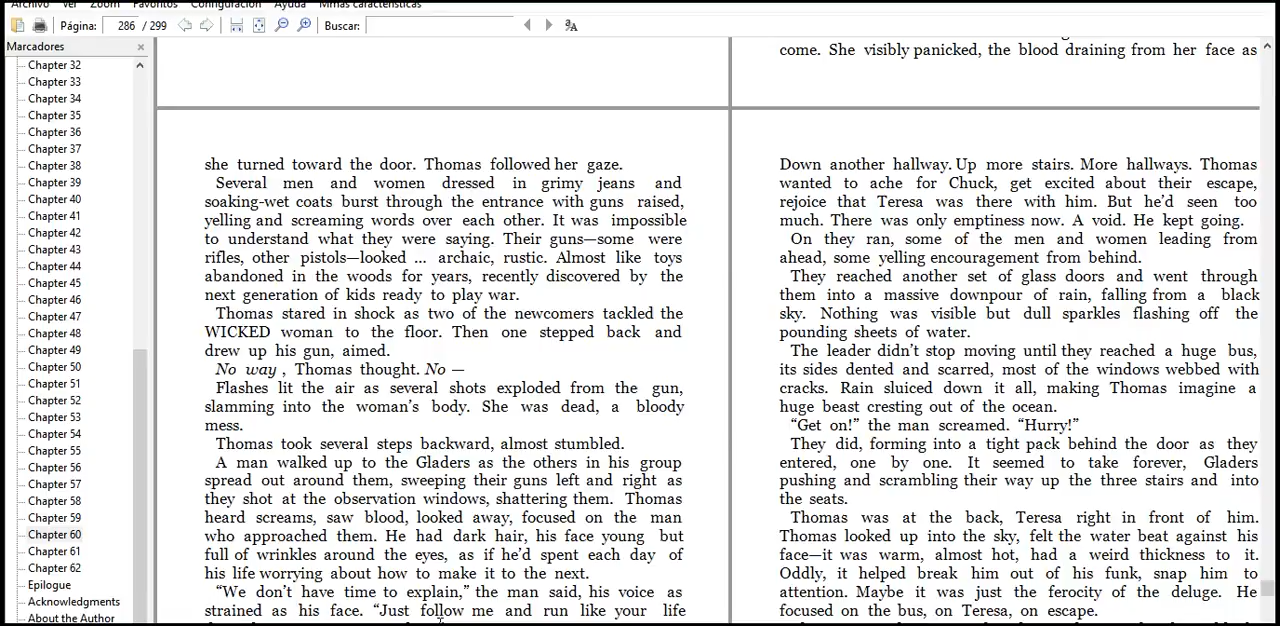 Archivo Ver Zoom Favoritos Configuración Ayuda Mimas características
Página: 286 / 299 Buscar:
Marcadores
Chapter 32
Chapter 33
Chapter 34
Chapter 35
Chapter 36
Chapter 37
Chapter 38
Chapter 39
Chapter 40
Chapter 41
Chapter 42
Chapter 43
Chapter 44
Chapter 45
Chapter 46
Chapter 47
Chapter 48
Chapter 49
Chapter 50
Chapter 51
Chapter 52
Chapter 53
Chapter 54
Chapter 55
Chapter 56
Chapter 57
Chapter 58
Chapter 59
Chapter 60
Chapter 61
Chapter 62
Epilogue
Acknowledgments
About the Author
she turned toward the door. Thomas followed her gaze.
Several men and women dressed in grimy jeans and
soaking-wet coats burst through the entrance with guns raised,
yelling and screaming words over each other. It was impossible
to understand what they were saying. Their guns—some were
rifles, other pistols—looked ... archaic, rustic. Almost like toys
abandoned in the woods for years, recently discovered by the
next generation of kids ready to play war.
Thomas stared in shock as two of the newcomers tackled the
WICKED woman to the floor. Then one stepped back and
drew up his gun, aimed.
No way , Thomas thought. No —
Flashes lit the air as several shots exploded from the gun,
slamming into the woman's body. She was dead, a bloody
mess.
Thomas took several steps backward, almost stumbled.
A man walked up to the Gladers as the others in his group
spread out around them, sweeping their guns left and right as
they shot at the observation windows, shattering them. Thomas
heard screams, saw blood, looked away, focused on the man
who approached them. He had dark hair, his face young but
full of wrinkles around the eyes, as if he'd spent each day of
his life worrying about how to make it to the next.
“We don't have time to explain,” the man said, his voice as
strained as his face. “Just follow me and run like your life
come. She visibly panicked, the blood draining from her face as
Down another hallway. Up more stairs. More hallways. Thomas
wanted to ache for Chuck, get excited about their escape,
rejoice that Teresa was there with him. But he'd seen too
much. There was only emptiness now. A void. He kept going.
On they ran, some of the men and women leading from
ahead, some yelling encouragement from behind.
They reached another set of glass doors and went through
them into a massive downpour of rain, falling from a black
sky. Nothing was visible but dull sparkles flashing off the
pounding sheets of water.
The leader didn't stop moving until they reached a huge bus,
its sides dented and scarred, most of the windows webbed with
cracks. Rain sluiced down it all, making Thomas imagine a
huge beast cresting out of the ocean.
“Get on!” the man screamed. “Hurry!”
They did, forming into a tight pack behind the door as they
entered, one by one. It seemed to take forever, Gladers
pushing and scrambling their way up the three stairs and into
the seats.
Thomas was at the back, Teresa right in front of him.
Thomas looked up into the sky, felt the water beat against his
face—it was warm, almost hot, had a weird thickness to it.
Oddly, it helped break him out of his funk, snap him to
attention. Maybe it was just the ferocity of the deluge. He
focused on the bus, on Teresa, on escape.